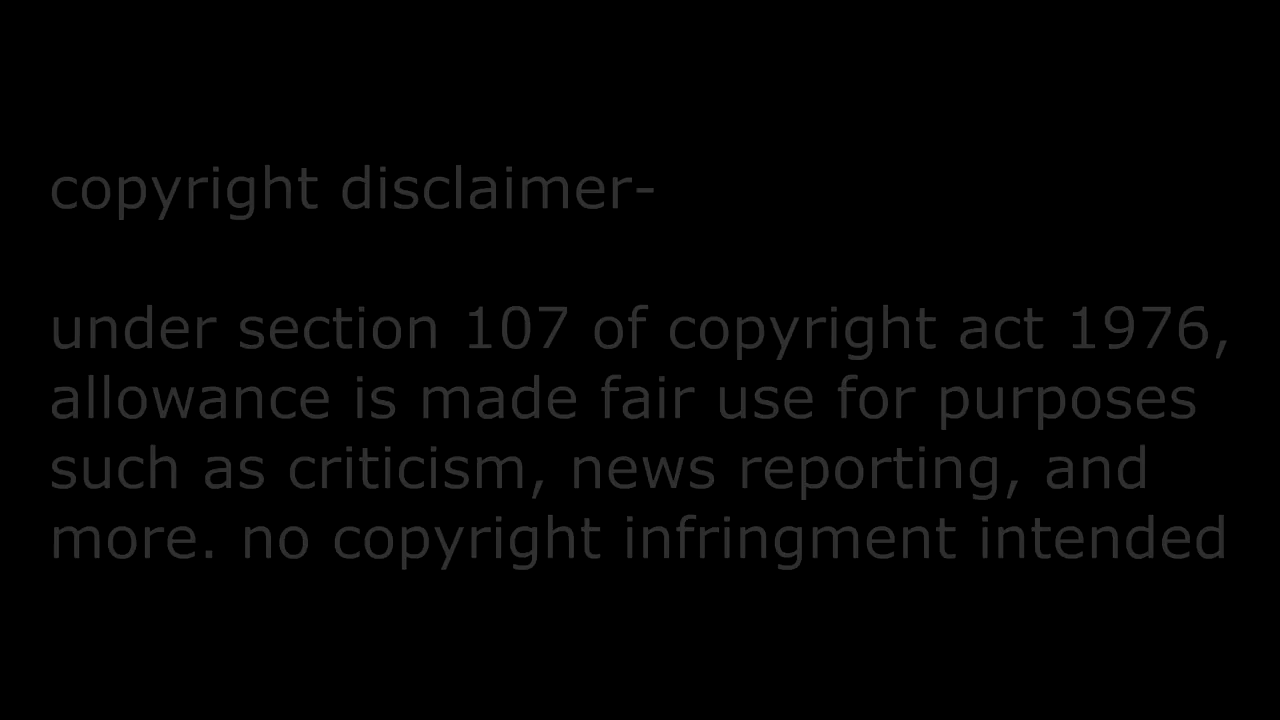 copyright disclaimer-
under section 107 of copyright act 1976,
allowance is made fair use for purposes
such as criticism, news reporting, and
more. no copyright infringment intended